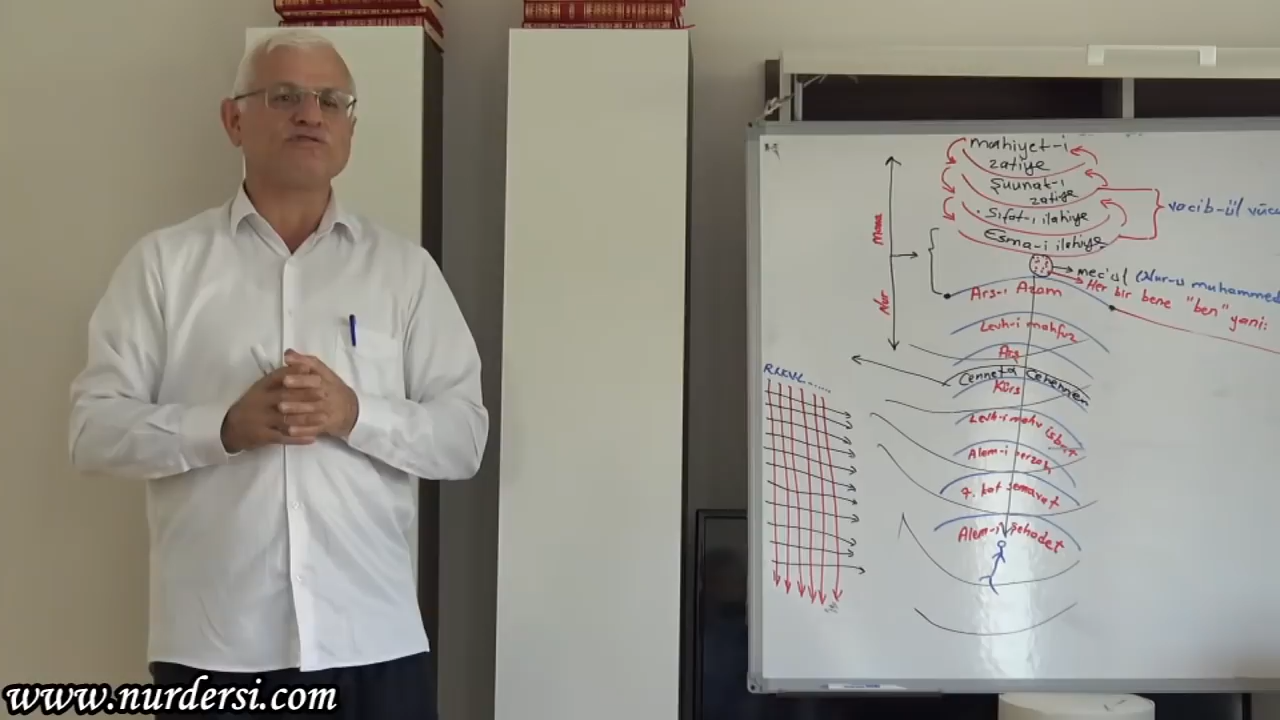 mahiyet-i
zatiye
Şuunat-ı
zatiye
Sıfat-ı ilahiye
Esma-i ilahiye
vacib-ül vücu
mec'ul (Nur-u muhammed
Her bir bene "ben" yani:
Mana
Nur
Arş-ı Azam
Levh-i mahfuz
Arş
Cennet
Kürs
Levh-i mahv isbat
Alem-i berzah
7. kat semavat
Alem-i Şehadet
www.nurdersi.com